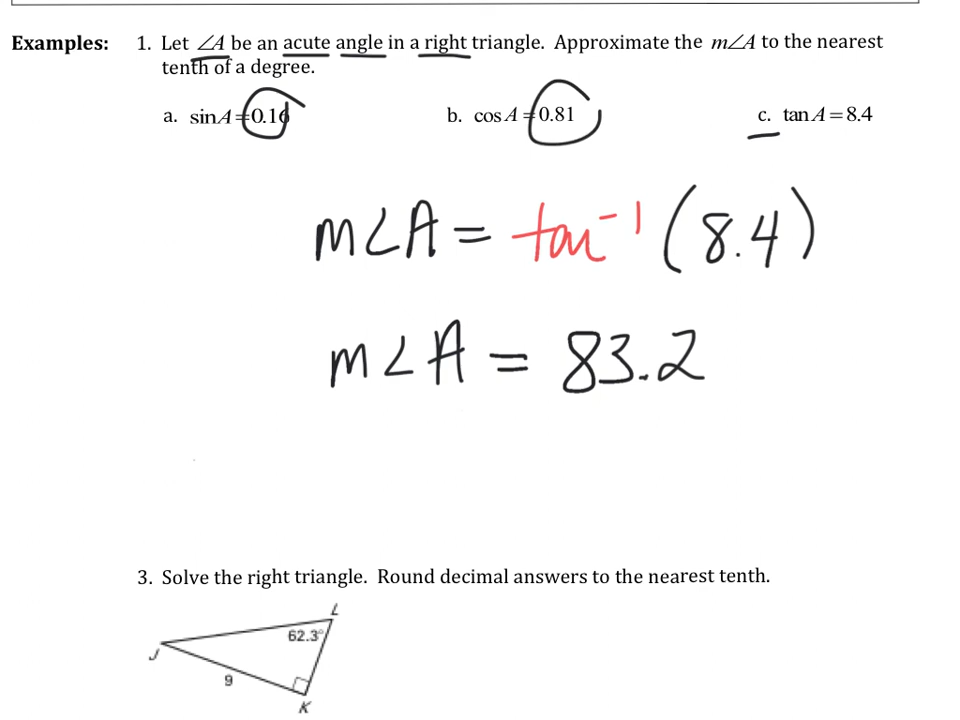 Examples: 1. Let ∠A be an acute angle in a right triangle. Approximate the m∠A to the nearest
tenth of a degree.
a. sin A = 0.16 b. cos A = 0.81 c. tan A = 8.4
m∠A = tan⁻¹(8.4)
m∠A = 83.2
3. Solve the right triangle. Round decimal answers to the nearest tenth.
L
62.3°
J
9
K